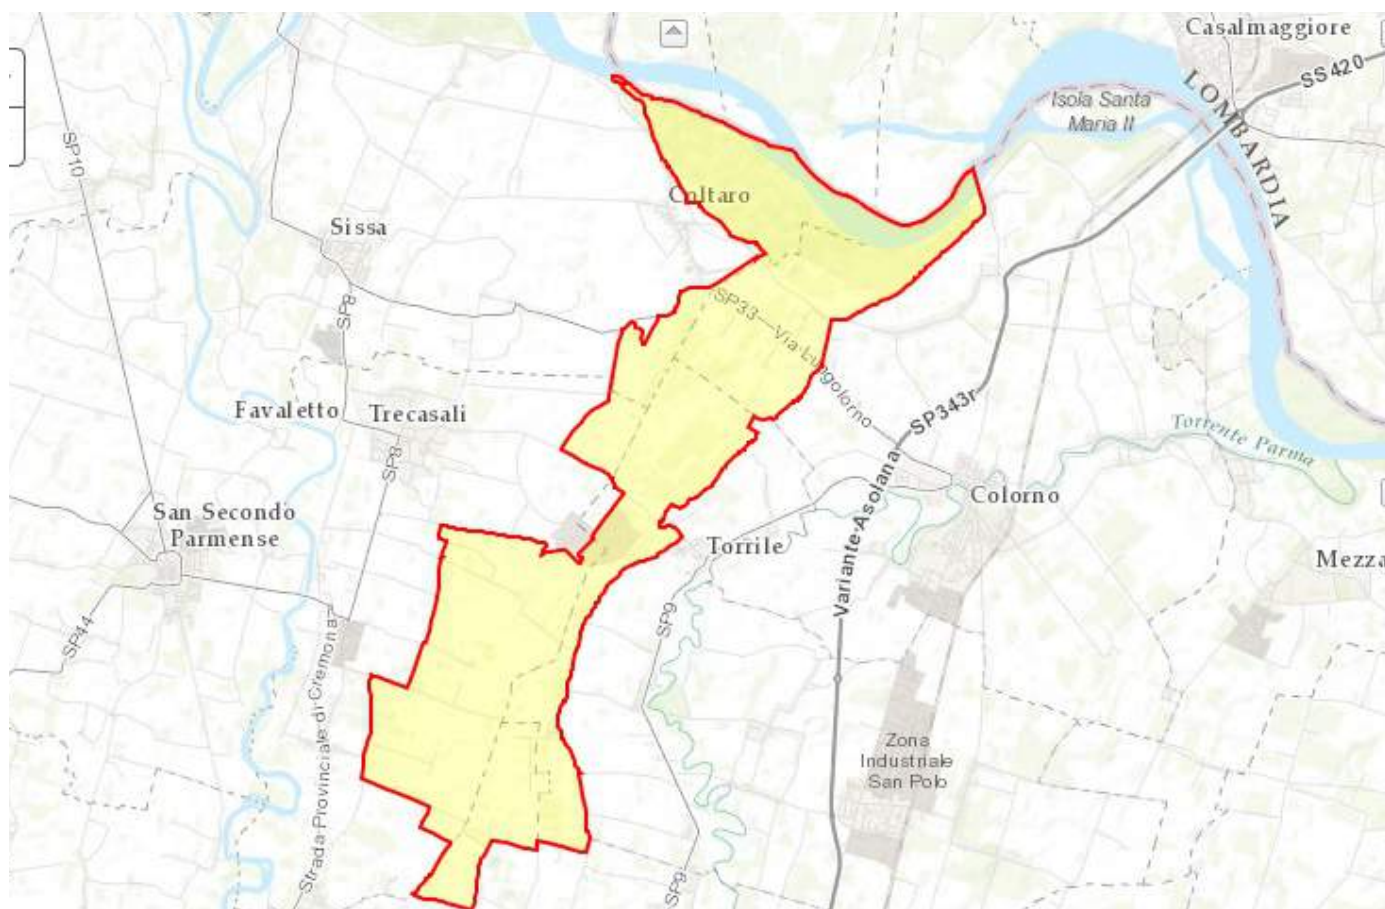 Casalmaggiore
SS420
LOMBARDIA
Isola Santa
Maria II
SP10
Coltaro
Sissa
SP8
SP33—Via Lungolorno
Favaletto
Trecasali
SP8
SP343r
Torrente Parma
Colorno
San Secondo
Parmense
Torrile
Mezza
Variante Asolana
SP44
SP9
Strada Provinciale di Cremona
Zona
Industriale
San Polo
SP9